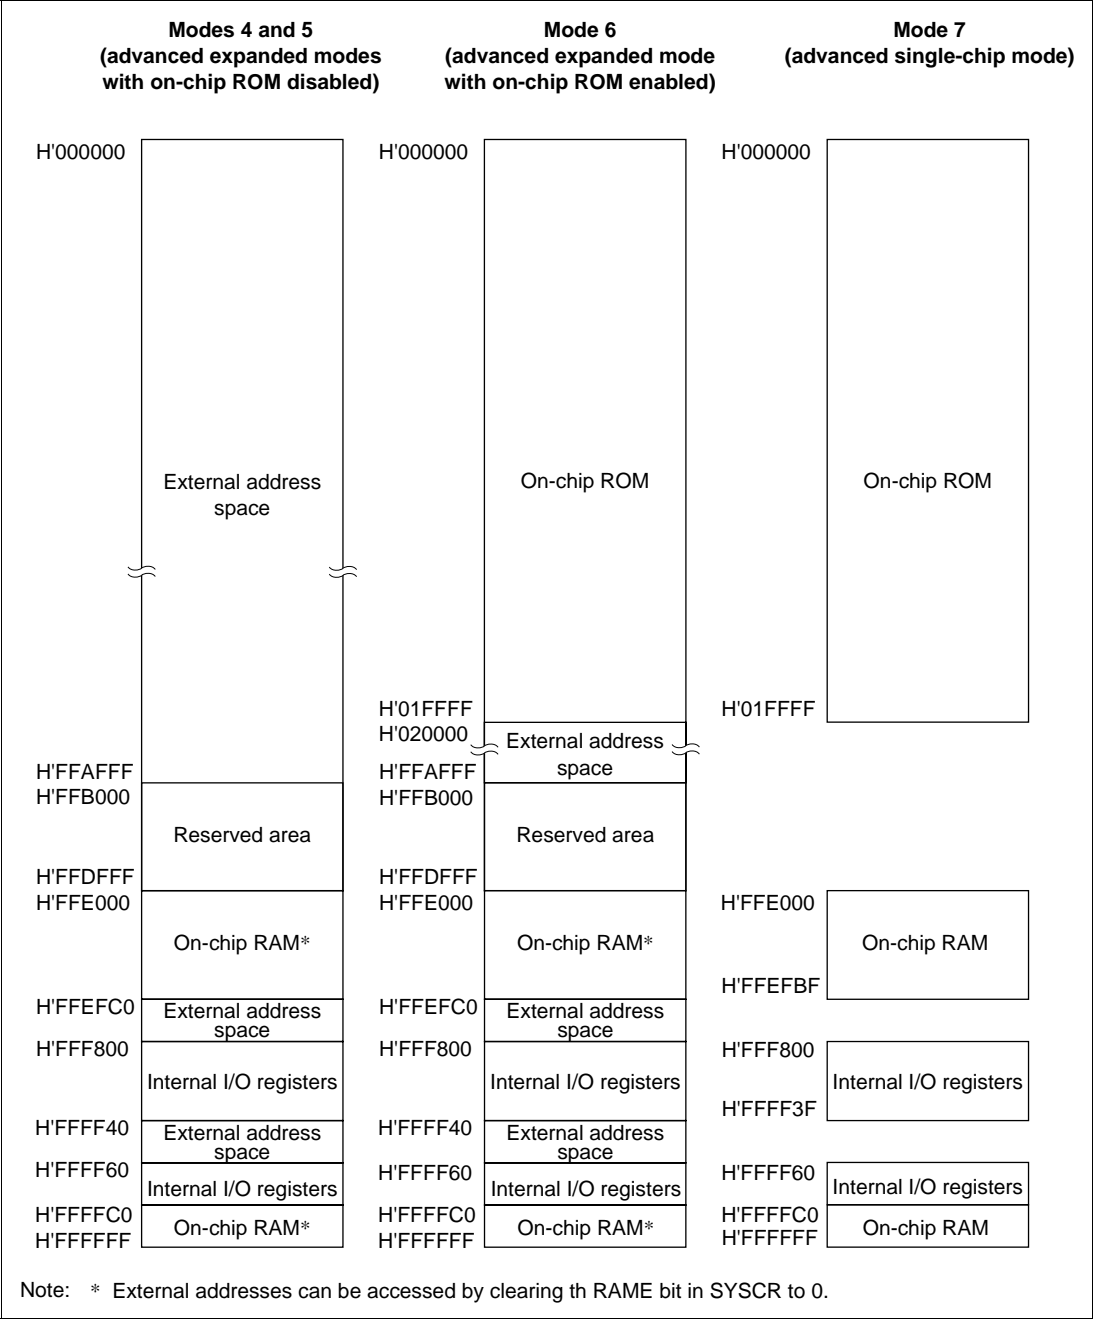 Modes 4 and 5
(advanced expanded modes
with on-chip ROM disabled)
H'000000
External address
space
H'FFAFFF
H'FFB000
Reserved area
H'FFDFFF
H'FFE000
On-chip RAM*
H'FFEFC0
External address
space
H'FFF800
Internal I/O registers
H'FFFF40
External address
space
H'FFFF60
Internal I/O registers
H'FFFFC0
On-chip RAM*
H'FFFFFF
Mode 6
(advanced expanded mode
with on-chip ROM enabled)
H'000000
On-chip ROM
H'01FFFF
H'020000
External address
space
H'FFAFFF
H'FFB000
Reserved area
H'FFDFFF
H'FFE000
On-chip RAM*
H'FFEFC0
External address
space
H'FFF800
Internal I/O registers
H'FFFF40
External address
space
H'FFFF60
Internal I/O registers
H'FFFFC0
On-chip RAM*
H'FFFFFF
Mode 7
(advanced single-chip mode)
H'000000
On-chip ROM
H'01FFFF
H'FFE000
On-chip RAM
H'FFEFBF
H'FFF800
Internal I/O registers
H'FFFF3F
H'FFFF60
Internal I/O registers
H'FFFFC0
On-chip RAM
H'FFFFFF
Note: * External addresses can be accessed by clearing th RAME bit in SYSCR to 0.